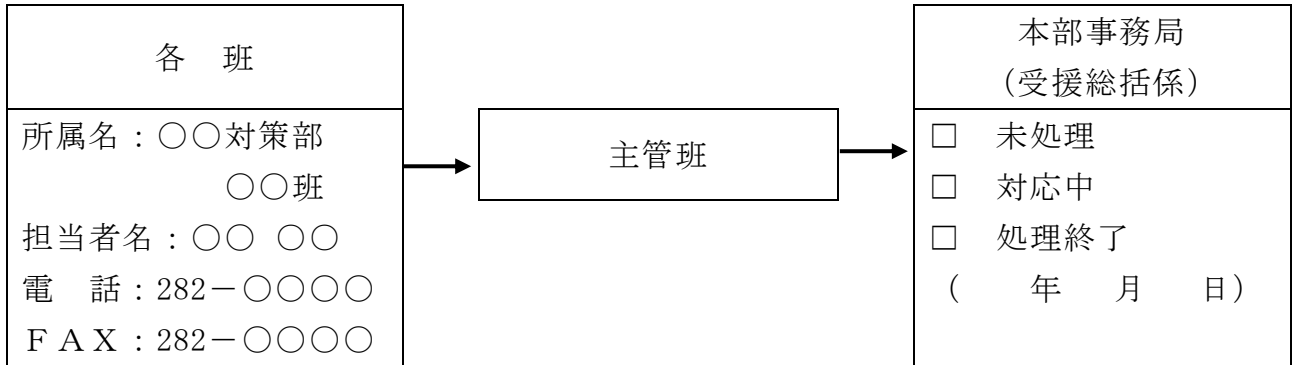 各　班
所属名：○○対策部
○○班
担当者名：○○ ○○
電　話：282－○○○○
ＦＡＸ：282－○○○○
主管班
本部事務局
（受援総括係）
□　未処理
□　対応中
□　処理終了
（　　年　月　　日）